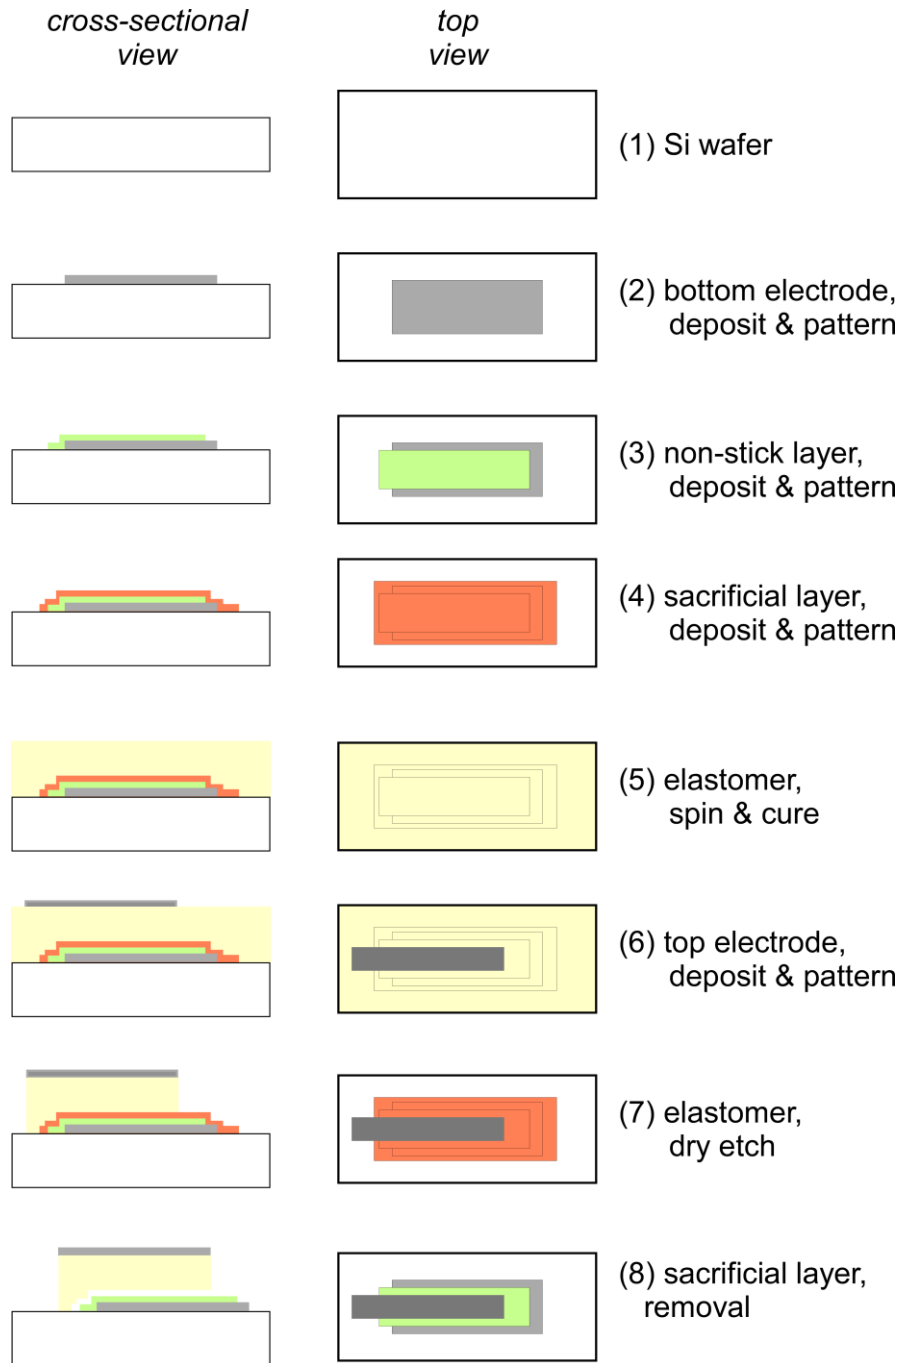 cross-sectional
view
top
view
(1) Si wafer
(2) bottom electrode,
deposit & pattern
(3) non-stick layer,
deposit & pattern
(4) sacrificial layer,
deposit & pattern
(5) elastomer,
spin & cure
(6) top electrode,
deposit & pattern
(7) elastomer,
dry etch
(8) sacrificial layer,
removal